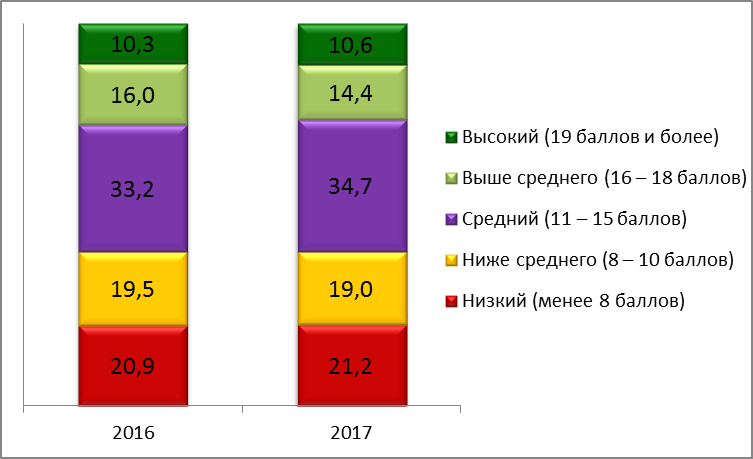 10,3
16,0
33,2
19,5
20,9
10,6
14,4
34,7
19,0
21,2
2016
2017
Высокий (19 баллов и более)
Выше среднего (16 – 18 баллов)
Средний (11 – 15 баллов)
Ниже среднего (8 – 10 баллов)
Низкий (менее 8 баллов)